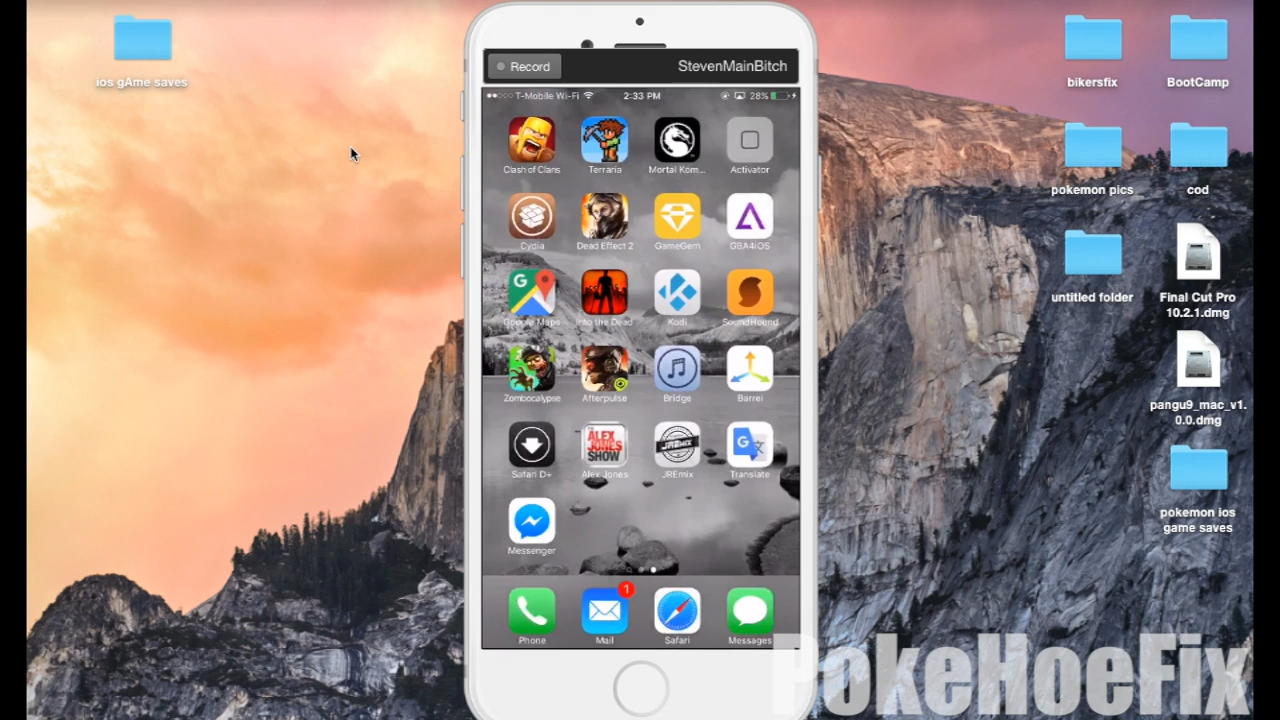 ios gAme saves
bikersfix
BootCamp
pokemon pics
cod
untitled folder
Final Cut Pro
10.2.1.dmg
pangu9_mac_v1.
0.0.dmg
pokemon ios
game saves
Record
StevenMainBitch
T-Mobile Wi-Fi 2:33 PM 28%
Clash of Clans Terraria Mortal Kom... Activator
Cydia Dead Effect 2 GameGem GBA4iOS
G
Google Maps Into the Dead Kodi SoundHound
Zombocalypse Afterpulse Bridge Barrel
ALEX
JONES
SHOW
JREMIX
G
Safari D+ Alex Jones JREmix Translate
Messenger
1
Phone Mail Safari Messages
PokeHoeFix